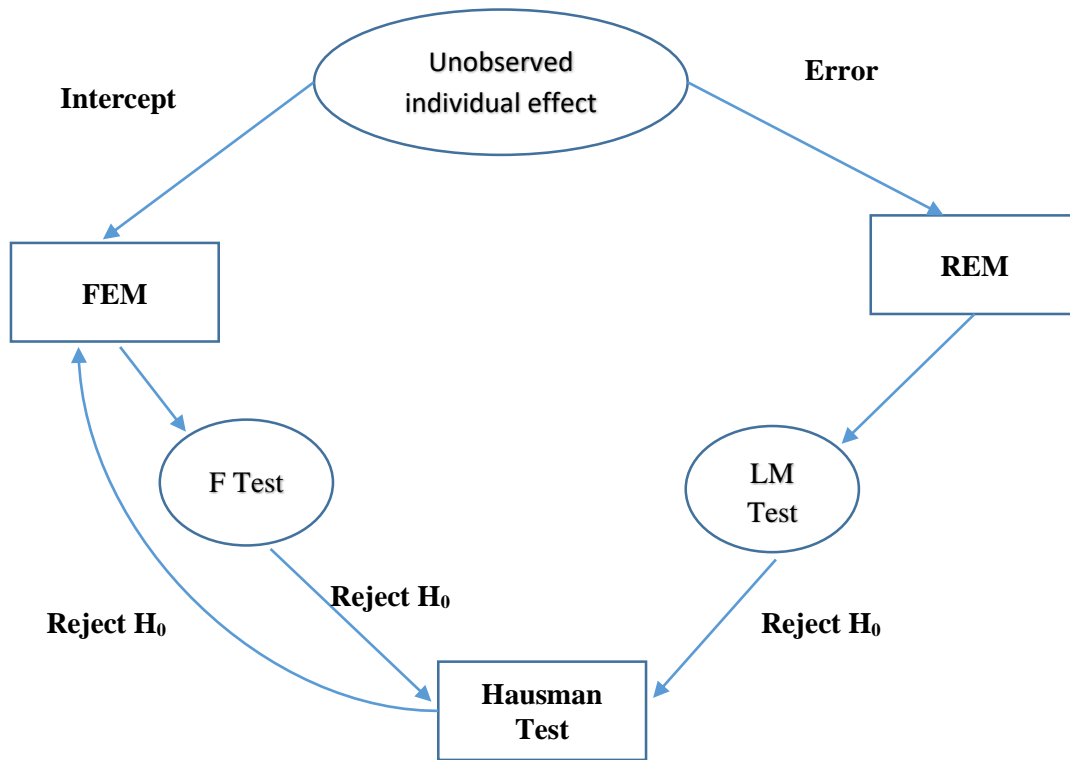 Unobserved
individual effect
Intercept
Error
FEM
REM
F Test
LM
Test
Reject H₀
Reject H₀
Reject H₀
Hausman
Test